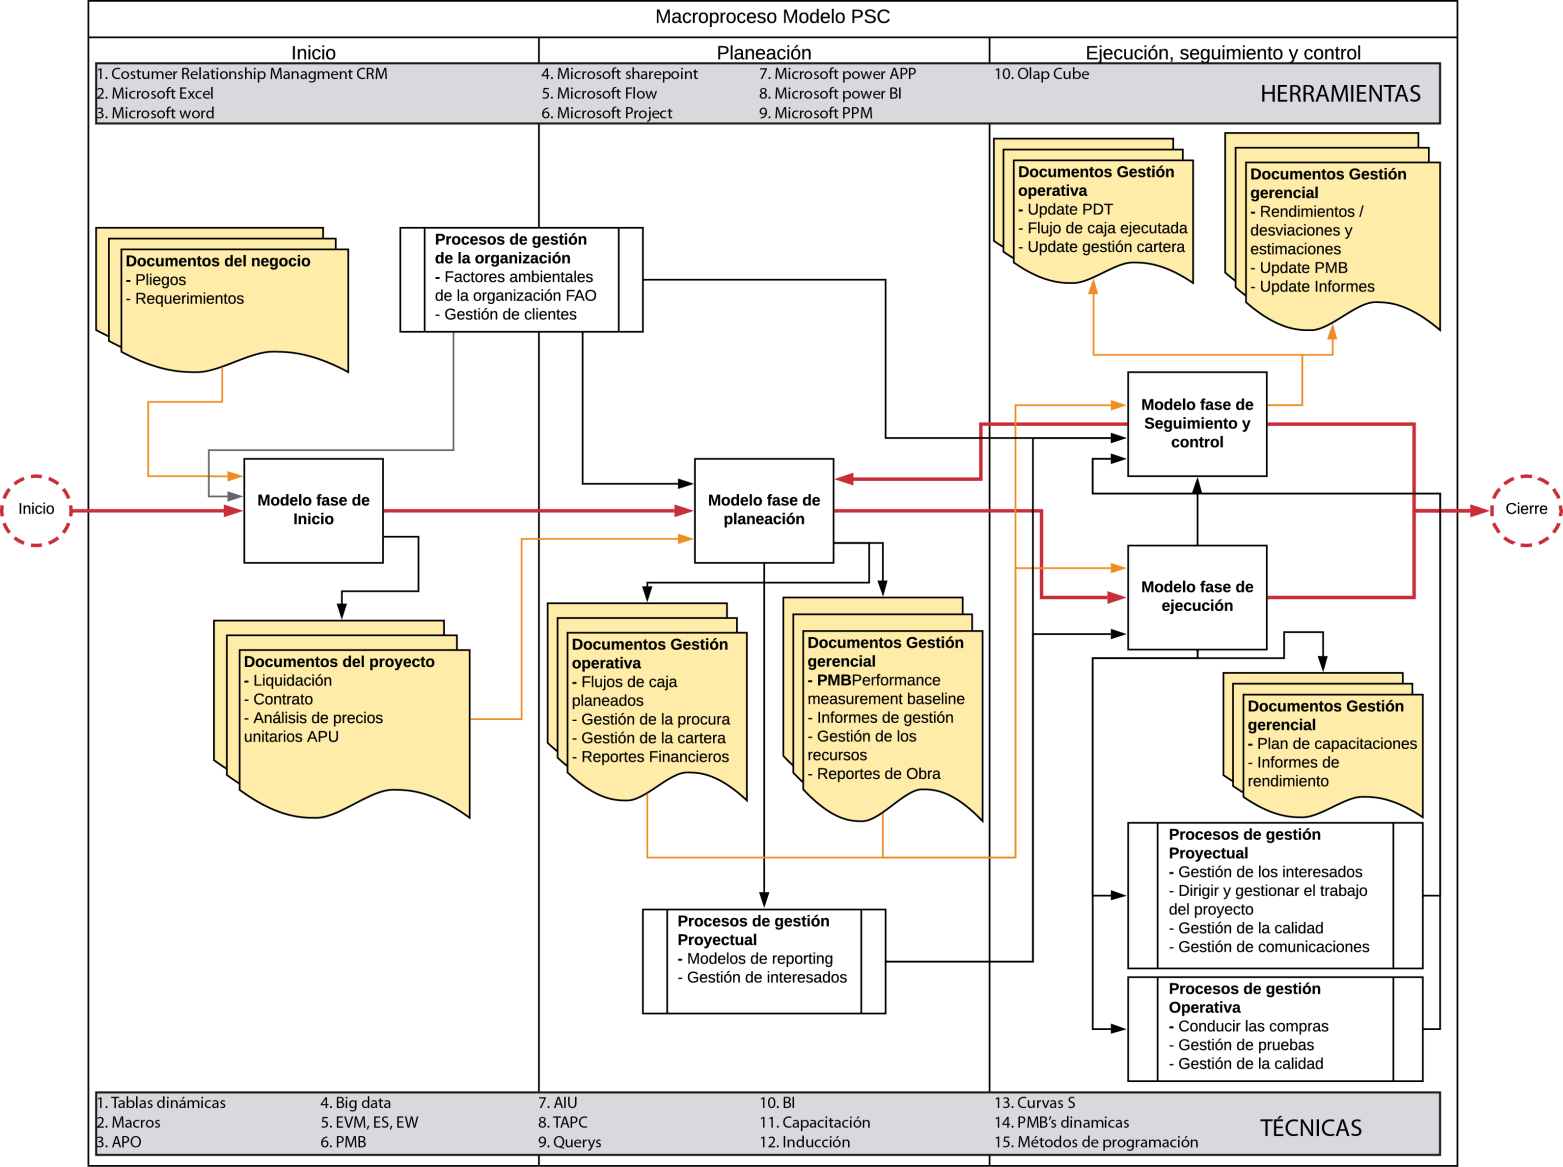 Macroproceso Modelo PSC
Inicio
Planeación
Ejecución, seguimiento y control
1. Costumer Relationship Managment CRM
2. Microsoft Excel
3. Microsoft word
4. Microsoft sharepoint
5. Microsoft Flow
6. Microsoft Project
7. Microsoft power APP
8. Microsoft power BI
9. Microsoft PPM
10. Olap Cube
HERRAMIENTAS
Documentos del negocio
- Pliegos
- Requerimientos
Procesos de gestión
de la organización
- Factores ambientales
de la organización FAO
- Gestión de clientes
Documentos Gestión
operativa
- Update PDT
- Flujo de caja ejecutada
- Update gestión cartera
Documentos Gestión
gerencial
- Rendimientos /
desviaciones y
estimaciones
- Update PMB
- Update Informes
Inicio
Modelo fase de
Inicio
Modelo fase de
planeación
Modelo fase de
Seguimiento y
control
Modelo fase de
ejecución
Cierre
Documentos del proyecto
- Liquidación
- Contrato
- Análisis de precios
unitarios APU
Documentos Gestión
operativa
- Flujos de caja
planeados
- Gestión de la procura
- Gestión de la cartera
- Reportes Financieros
Documentos Gestión
gerencial
- PMBPerformance
measurement baseline
- Informes de gestión
- Gestión de los
recursos
- Reportes de Obra
Documentos Gestión
gerencial
- Plan de capacitaciones
- Informes de
rendimiento
Procesos de gestión
Proyectual
- Modelos de reporting
- Gestión de interesados
Procesos de gestión
Proyectual
- Gestión de los interesados
- Dirigir y gestionar el trabajo
del proyecto
- Gestión de la calidad
- Gestión de comunicaciones
Procesos de gestión
Operativa
- Conducir las compras
- Gestión de pruebas
- Gestión de la calidad
1. Tablas dinámicas
2. Macros
3. APO
4. Big data
5. EVM, ES, EW
6. PMB
7. AIU
8. TAPC
9. Querys
10. BI
11. Capacitación
12. Inducción
13. Curvas S
14. PMB's dinamicas
15. Métodos de programación
TÉCNICAS